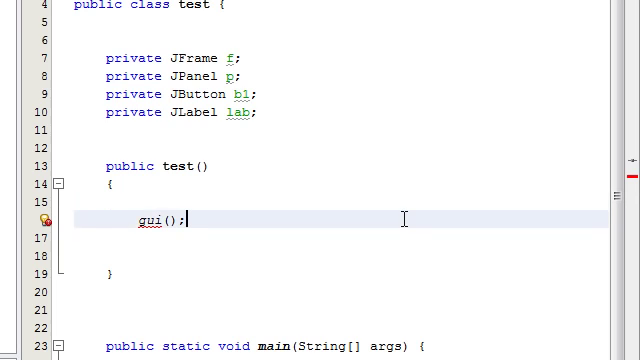 4 public class test {
5
6
7 private JFrame f;
8 private JPanel p;
9 private JButton b1;
10 private JLabel lab;
11
12
13 public test()
14 {
15
gui();
17
18
19 }
20
21
22
23 public static void main(String[] args) {